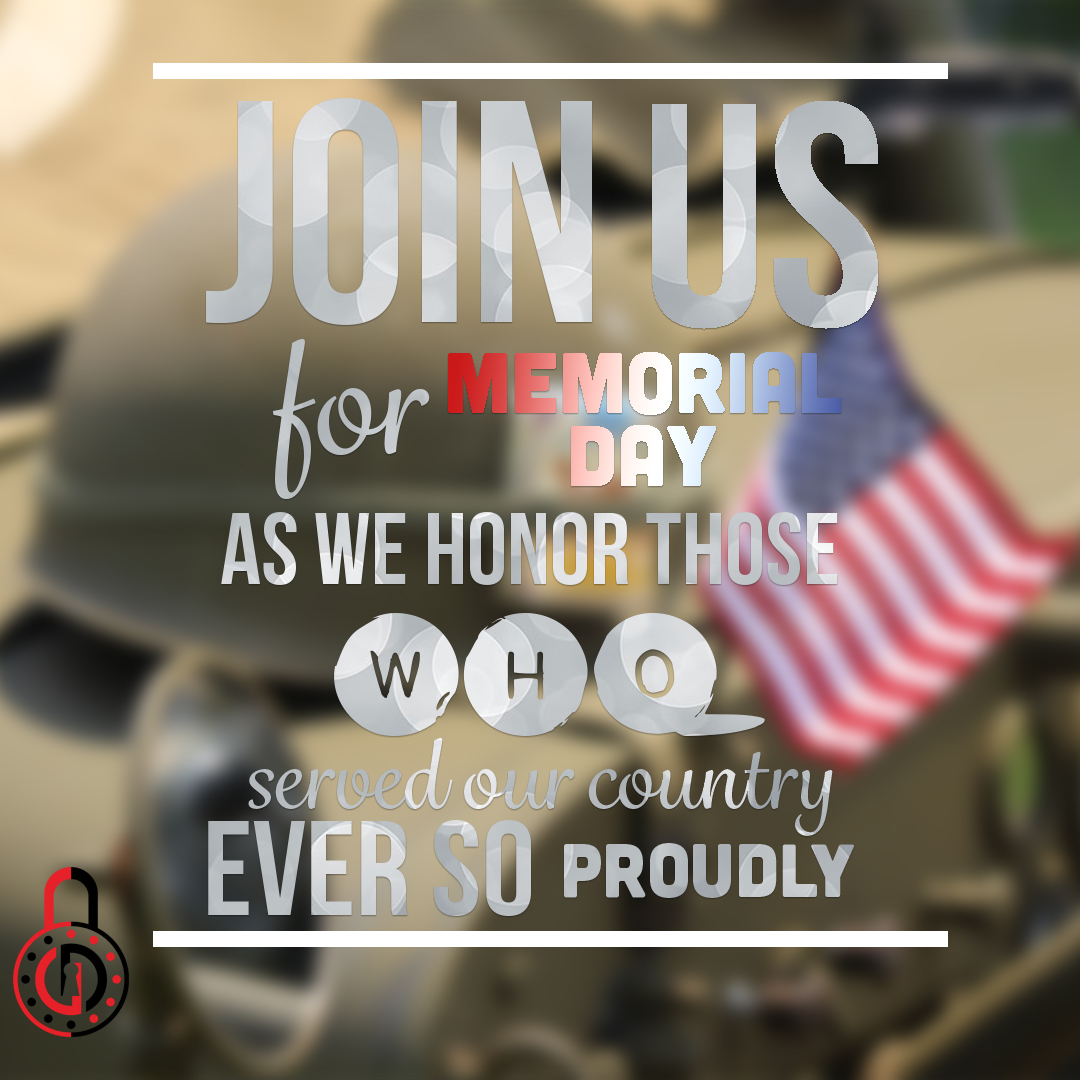 JOIN US
for MEMORIAL
DAY
AS WE HONOR THOSE
WHO
served our country
EVER SO PROUDLY